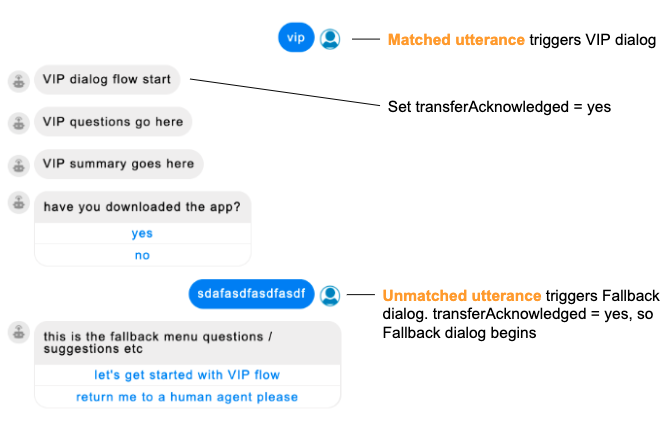 vip
Matched utterance triggers VIP dialog
VIP dialog flow start
Set transferAcknowledged = yes
VIP questions go here
VIP summary goes here
have you downloaded the app?
yes
no
sdafasdfasdfasdf
Unmatched utterance triggers Fallback
dialog. transferAcknowledged = yes, so
Fallback dialog begins
this is the fallback menu questions /
suggestions etc
let's get started with VIP flow
return me to a human agent please